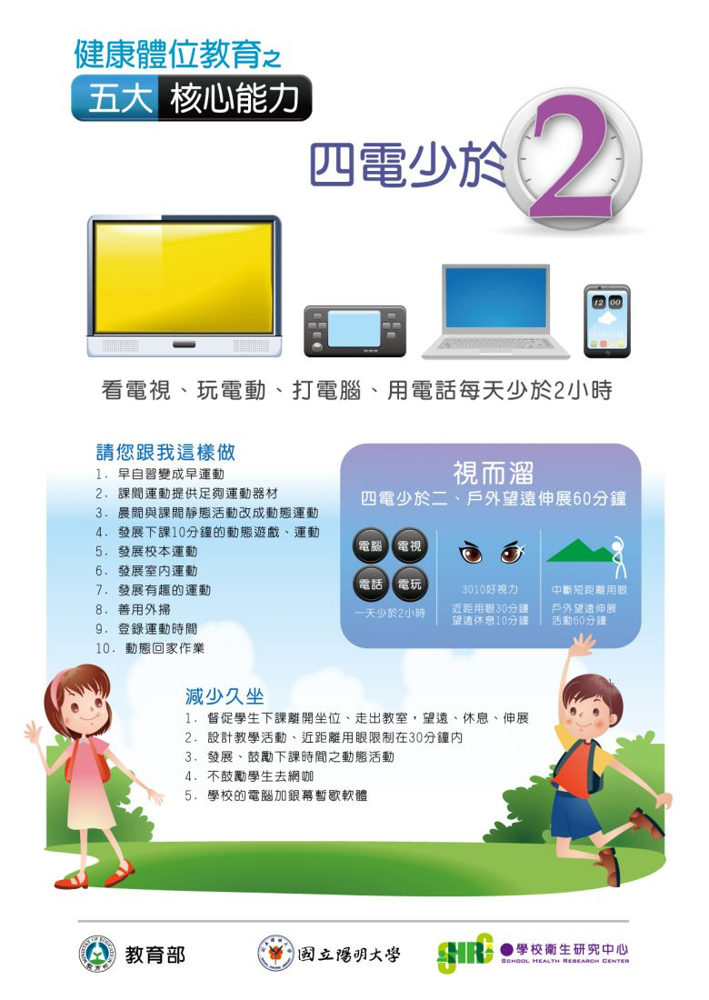 健康體位教育之
五大 核心能力
四電少於2
12 00
看電視、玩電動、打電腦、用電話每天少於2小時
請您跟我這樣做
1. 早自習變成早運動
2. 課間運動提供足夠運動器材
3. 晨間與課間靜態活動改成動態運動
4. 發展下課10分鐘的動態遊戲、運動
5. 發展校本運動
6. 發展室內運動
7. 發展有趣的運動
8. 善用外掃
9. 登錄運動時間
10. 動態回家作業
視而溜
四電少於二、戶外望遠伸展60分鐘
電腦 電視
電話 電玩
一天少於2小時
3010好視力
近距用眼30分鐘
望遠休息10分鐘
中斷短距離用眼
戶外望遠伸展
活動60分鐘
減少久坐
1. 督促學生下課離開坐位、走出教室，望遠、休息、伸展
2. 設計教學活動、近距離用眼限制在30分鐘內
3. 發展、鼓勵下課時間之動態活動
4. 不鼓勵學生去網咖
5. 學校的電腦加銀幕暫歇軟體
MINISTRY OF EDUCATION
教育部
教育部
國立陽明大學
SHRC
●學校衛生研究中心
SCHOOL HEALTH RESEARCH CENTER